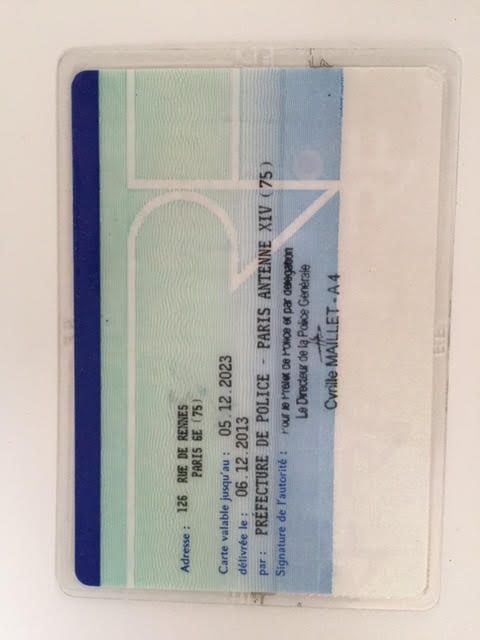 Adresse : 126 RUE DE RENNES
PARIS 6E (75)
Carte valable jusqu'au : 05.12.2023
délivrée le : 06.12.2013
par : PRÉFECTURE DE POLICE - PARIS ANTENNE XIV (75)
Signature de l'autorité : Pour le Préfet de Police et par délégation
Le Directeur de la Police Générale
Cyrille MAILLET-A4